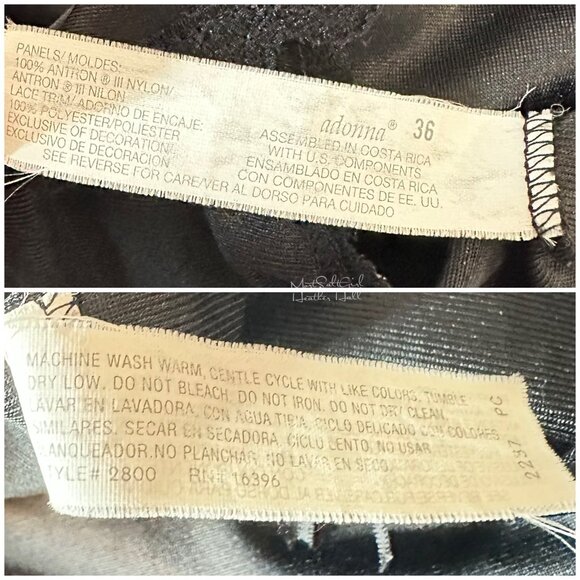 PANELS/MOLDES:
100% ANTRON ® III NYLON/
ANTRON ® III NILON
LACE TRIM/ADORNO DE ENCAJE:
100% POLYESTER/POLIESTER
EXCLUSIVE OF DECORATION
EXCLUSIVO DE DECORACION
SEE REVERSE FOR CARE/VER AL DORSO PARA CUIDADO
adonna® 36
ASSEMBLED IN COSTA RICA
WITH U.S. COMPONENTS
ENSAMBLADO EN COSTA RICA
CON COMPONENTES DE EE. UU.
MustSellGirl
Heather Hall
MACHINE WASH WARM, GENTLE CYCLE WITH LIKE COLORS. TUMBLE
DRY LOW. DO NOT BLEACH. DO NOT IRON. DO NOT DRY CLEAN.
LAVAR EN LAVADORA, CON AGUA TIBIA, CICLO DELICADO CON COLORES
SIMILARES. SECAR EN SECADORA, CICLO LENTO. NO USAR
BLANQUEADOR. NO PLANCHAR. NO LAVAR EN SECO.
STYLE# 2800 RN# 16396
2297 PC